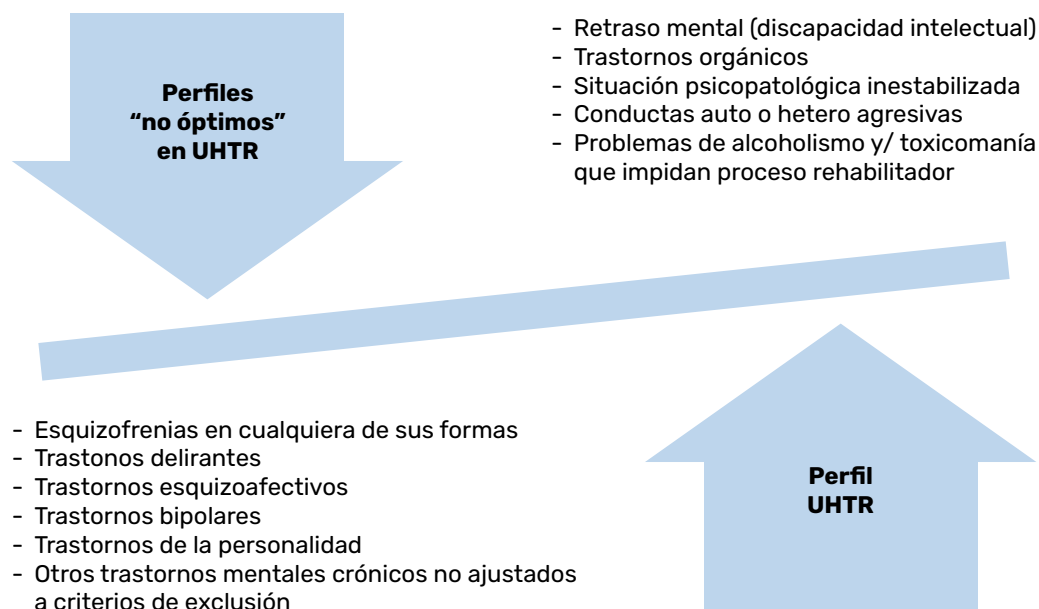 Perfiles
“no óptimos”
en UHTR
- Retraso mental (discapacidad intelectual)
- Trastornos orgánicos
- Situación psicopatológica inestabilizada
- Conductas auto o hetero agresivas
- Problemas de alcoholismo y/ toxicomanía
que impidan proceso rehabilitador
- Esquizofrenias en cualquiera de sus formas
- Trastonos delirantes
- Trastornos esquizoafectivos
- Trastornos bipolares
- Trastornos de la personalidad
- Otros trastornos mentales crónicos no ajustados
a criterios de exclusión
Perfil
UHTR